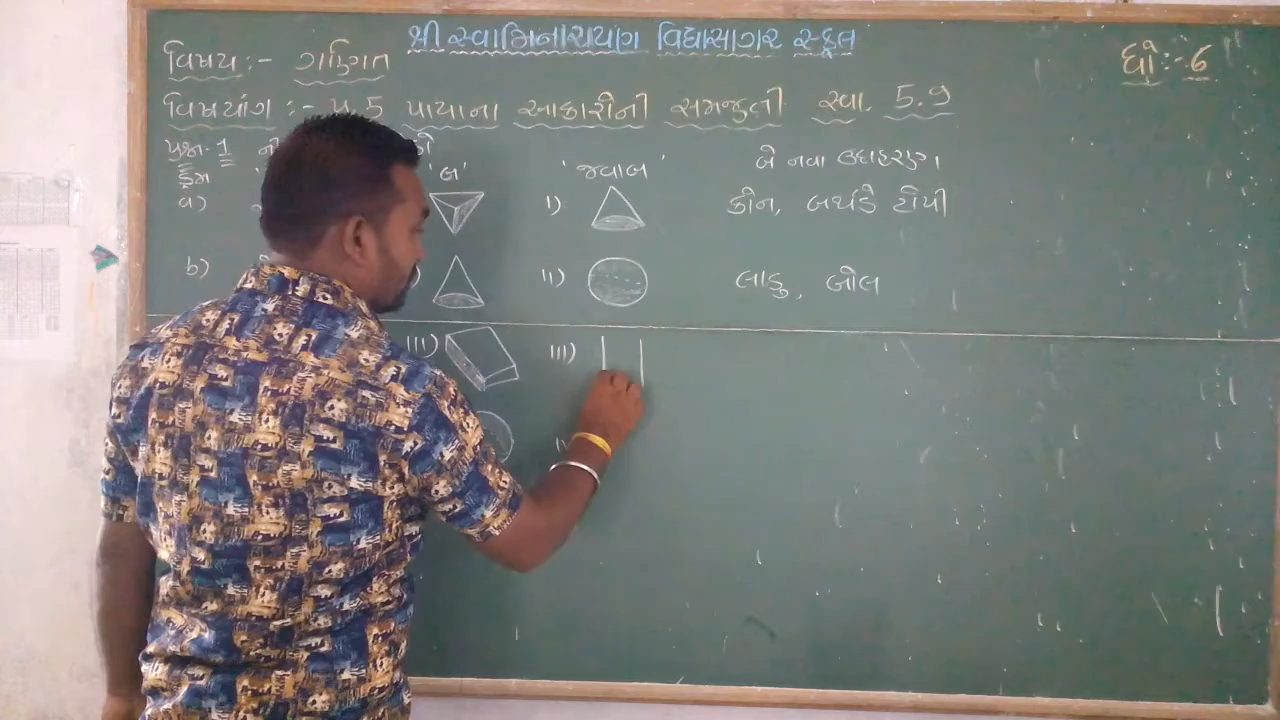 શ્રી સ્વામિનારાયણ વિદ્યાસાગર સ્કૂલ
વિષય :- ગણિત
ધો :- 6
વિષયાંગ :- પ્ર. 5 પાયાના આકારોની સમજુતી સ્વા. 5.9
પ્રશ્ન. 1
ક્રમ 'બ' 'જવાબ' બે નવા ઉદાહરણ
a) i) કોન, બર્થડે ટોપી
b) ii) લાડુ, બોલ
iii) iii)